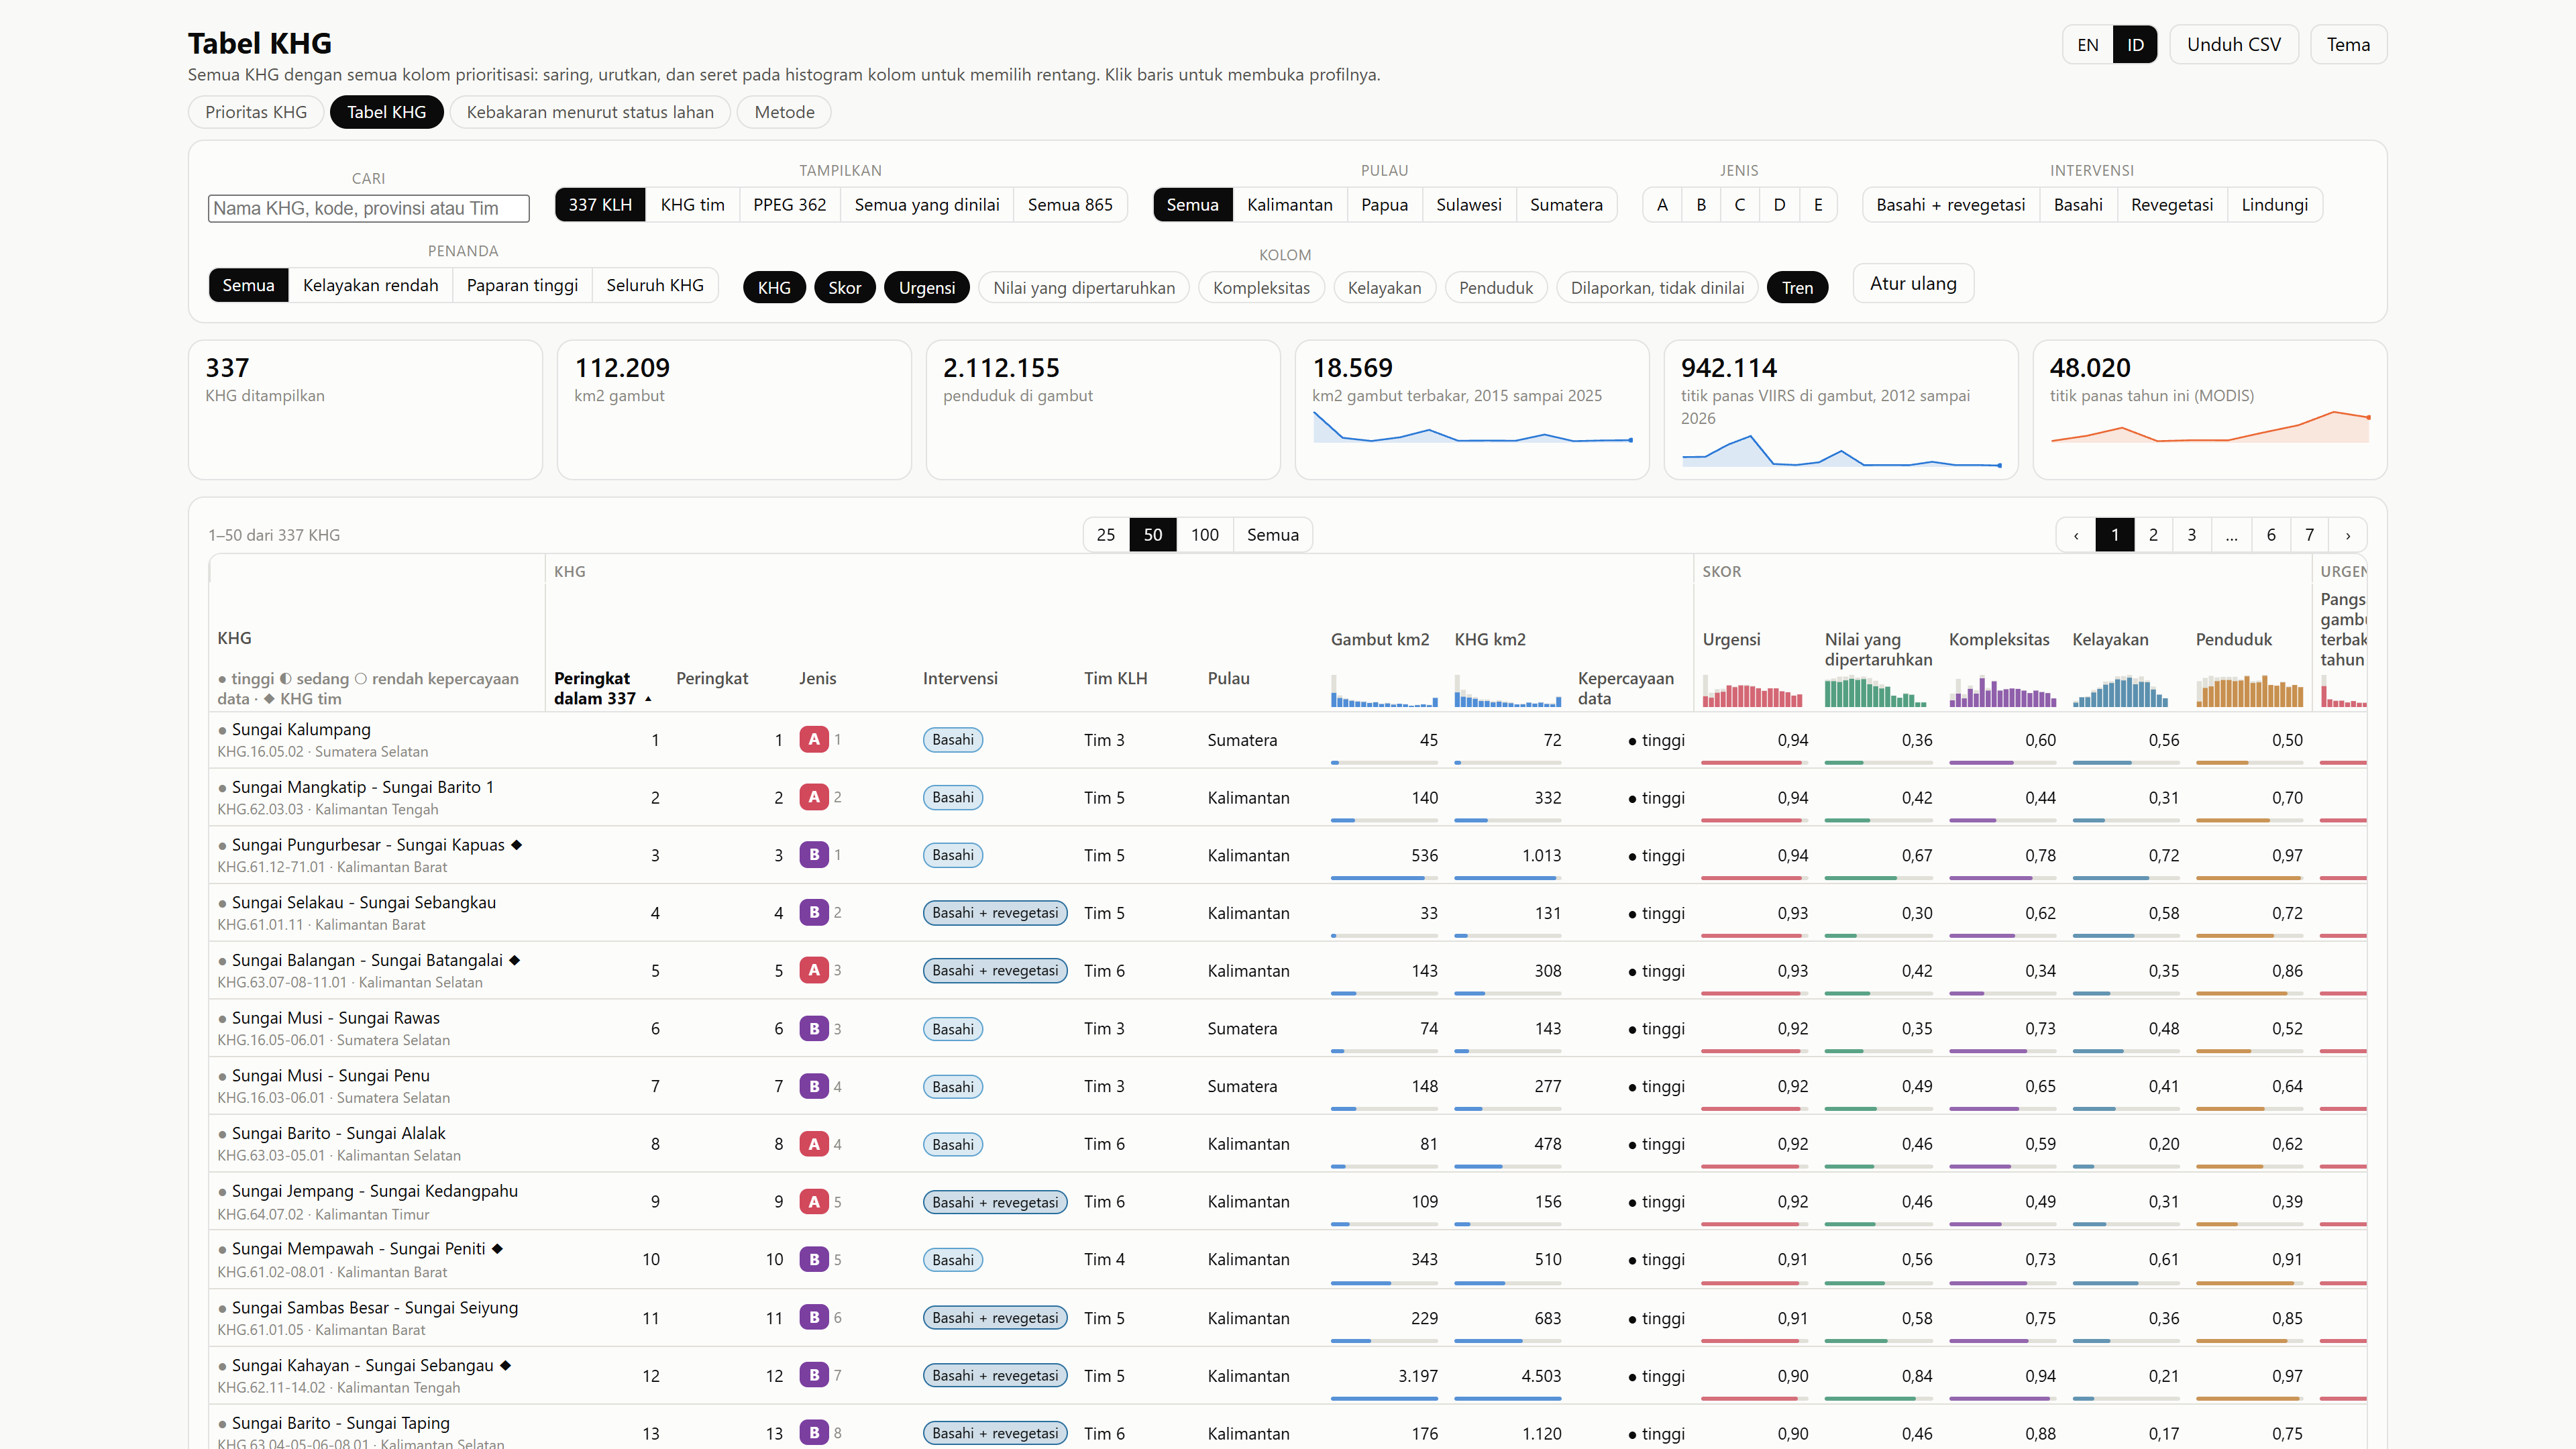 Tabel KHG
EN ID Unduh CSV Tema
Semua KHG dengan semua kolom prioritisasi: saring, urutkan, dan seret pada histogram kolom untuk memilih rentang. Klik baris untuk membuka profilnya.
Prioritas KHG Tabel KHG Kebakaran menurut status lahan Metode
CARI TAMPILKAN PULAU JENIS INTERVENSI
Nama KHG, kode, provinsi atau Tim 337 KLH KHG tim PPEG 362 Semua yang dinilai Semua 865 Semua Kalimantan Papua Sulawesi Sumatera A B C D E Basahi + revegetasi Basahi Revegetasi Lindungi
PENANDA KOLOM
Semua Kelayakan rendah Paparan tinggi Seluruh KHG KHG Skor Urgensi Nilai yang dipertaruhkan Kompleksitas Kelayakan Penduduk Dilaporkan, tidak dinilai Tren Atur ulang
337
KHG ditampilkan
112.209
km2 gambut
2.112.155
penduduk di gambut
18.569
km2 gambut terbakar, 2015 sampai 2025
942.114
titik panas VIIRS di gambut, 2012 sampai
2026
48.020
titik panas tahun ini (MODIS)
1–50 dari 337 KHG 25 50 100 Semua ‹ 1 2 3 ... 6 7 ›
KHG SKOR
KHG
● tinggi ◐ sedang ○ rendah kepercayaan
data · ◆ KHG tim
Peringkat
dalam 337 ▲
Peringkat Jenis Intervensi Tim KLH Pulau Gambut km2 KHG km2
Kepercayaan
data
Urgensi
Nilai yang
dipertaruhkan
Kompleksitas Kelayakan Penduduk
tahun
● Sungai Kalumpang 1 1 A 1 Basahi Tim 3 Sumatera 45 72 ● tinggi 0,94 0,36 0,60 0,56 0,50
KHG.16.05.02 · Sumatera Selatan
● Sungai Mangkatip - Sungai Barito 1 2 2 A 2 Basahi Tim 5 Kalimantan 140 332 ● tinggi 0,94 0,42 0,44 0,31 0,70
KHG.62.03.03 · Kalimantan Tengah
● Sungai Pungurbesar - Sungai Kapuas ◆ 3 3 B 1 Basahi Tim 5 Kalimantan 536 1.013 ● tinggi 0,94 0,67 0,78 0,72 0,97
KHG.61.12-71.01 · Kalimantan Barat
● Sungai Selakau - Sungai Sebangkau 4 4 B 2 Basahi + revegetasi Tim 5 Kalimantan 33 131 ● tinggi 0,93 0,30 0,62 0,58 0,72
KHG.61.01.11 · Kalimantan Barat
● Sungai Balangan - Sungai Batangalai ◆ 5 5 A 3 Basahi + revegetasi Tim 6 Kalimantan 143 308 ● tinggi 0,93 0,42 0,34 0,35 0,86
KHG.63.07-08-11.01 · Kalimantan Selatan
● Sungai Musi - Sungai Rawas 6 6 B 3 Basahi Tim 3 Sumatera 74 143 ● tinggi 0,92 0,35 0,73 0,48 0,52
KHG.16.05-06.01 · Sumatera Selatan
● Sungai Musi - Sungai Penu 7 7 B 4 Basahi Tim 3 Sumatera 148 277 ● tinggi 0,92 0,49 0,65 0,41 0,64
KHG.16.03-06.01 · Sumatera Selatan
● Sungai Barito - Sungai Alalak 8 8 A 4 Basahi Tim 6 Kalimantan 81 478 ● tinggi 0,92 0,46 0,59 0,20 0,62
KHG.63.03-05.01 · Kalimantan Selatan
● Sungai Jempang - Sungai Kedangpahu 9 9 A 5 Basahi + revegetasi Tim 6 Kalimantan 109 156 ● tinggi 0,92 0,46 0,49 0,31 0,39
KHG.64.07.02 · Kalimantan Timur
● Sungai Mempawah - Sungai Peniti ◆ 10 10 B 5 Basahi Tim 4 Kalimantan 343 510 ● tinggi 0,91 0,56 0,73 0,61 0,91
KHG.61.02-08.01 · Kalimantan Barat
● Sungai Sambas Besar - Sungai Seiyung 11 11 B 6 Basahi + revegetasi Tim 5 Kalimantan 229 683 ● tinggi 0,91 0,58 0,75 0,36 0,85
KHG.61.01.05 · Kalimantan Barat
● Sungai Kahayan - Sungai Sebangau ◆ 12 12 B 7 Basahi + revegetasi Tim 5 Kalimantan 3.197 4.503 ● tinggi 0,90 0,84 0,94 0,21 0,97
KHG.62.11-14.02 · Kalimantan Tengah
● Sungai Barito - Sungai Taping 13 13 B 8 Basahi + revegetasi Tim 6 Kalimantan 176 1.120 ● tinggi 0,90 0,46 0,88 0,17 0,75
KHG.63.04-05-06-08.01 · Kalimantan Selatan